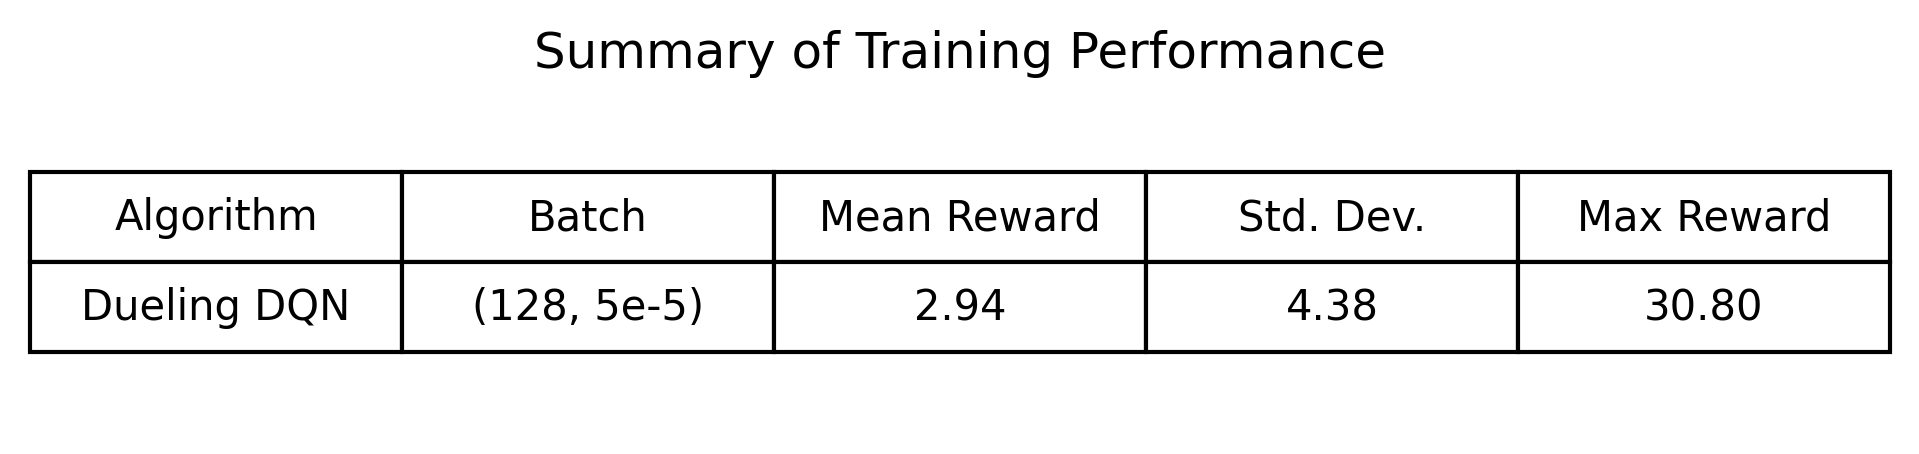 Summary of Training Performance
Algorithm Batch Mean Reward Std. Dev. Max Reward
Dueling DQN (128, 5e-5) 2.94 4.38 30.80